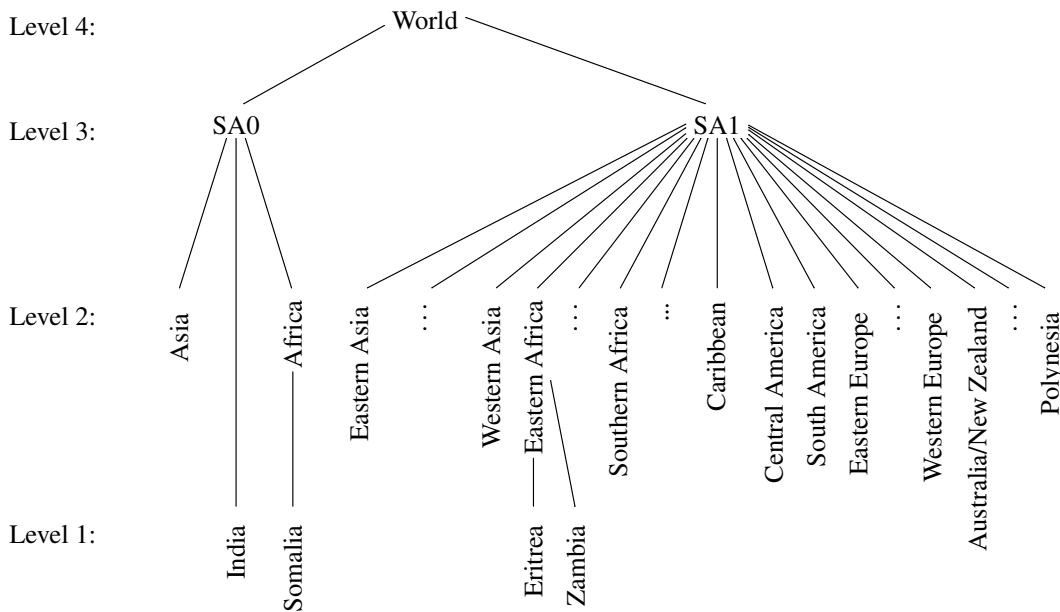 Level 4:
World
Level 3:
SA0
SA1
Level 2:
Asia
Africa
Eastern Asia
...
Western Asia
Eastern Africa
...
Southern Africa
...
Caribbean
Central America
South America
Eastern Europe
...
Western Europe
Australia/New Zealand
...
Polynesia
Level 1:
India
Somalia
Eritrea
Zambia